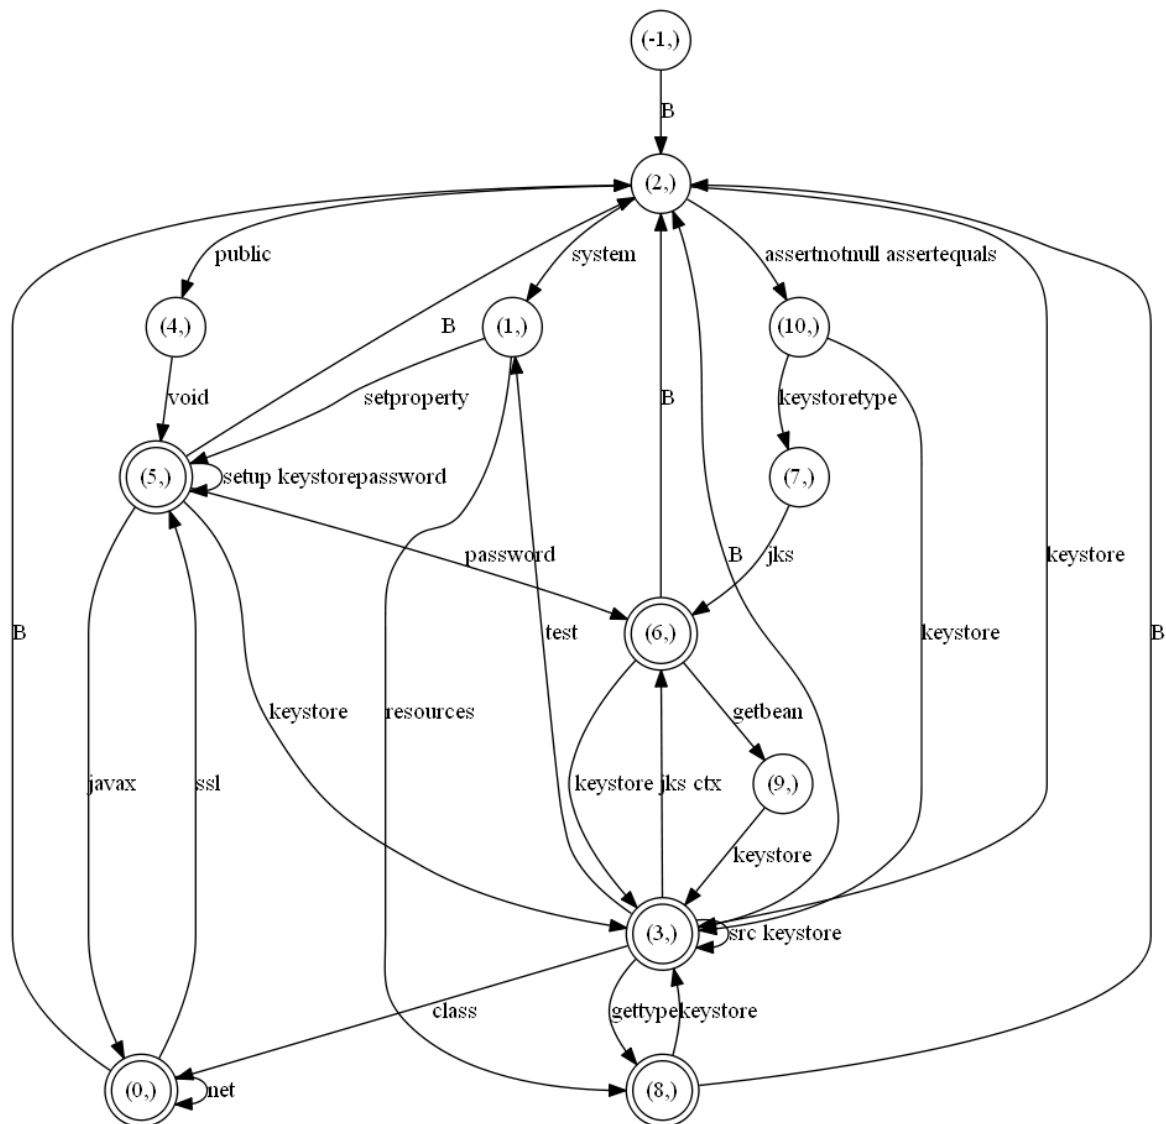 (-1,)
B
(2,)
public
system
assertnotnull assertequals
(4,)
B
(1,)
(10,)
void
setproperty
B
keystoretype
(5,)
setup keystorepassword
(7,)
password
B
jks
keystore
B
test
(6,)
keystore
B
keystore
resources
getbean
javax
ssl
keystore
jks ctx
(9,)
keystore
(3,)
src keystore
class
gettype
keystore
(0,)
net
(8,)